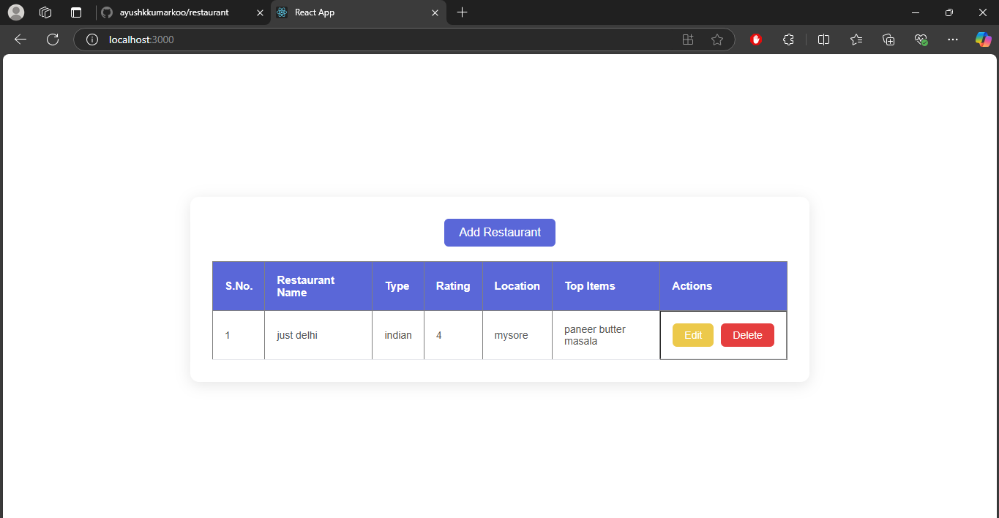 ayushkkumarkoo/restaurant
React App
localhost:3000
Add Restaurant
S.No.
Restaurant
Name
Type
Rating
Location
Top Items
Actions
1
just delhi
indian
4
mysore
paneer butter
masala
Edit
Delete